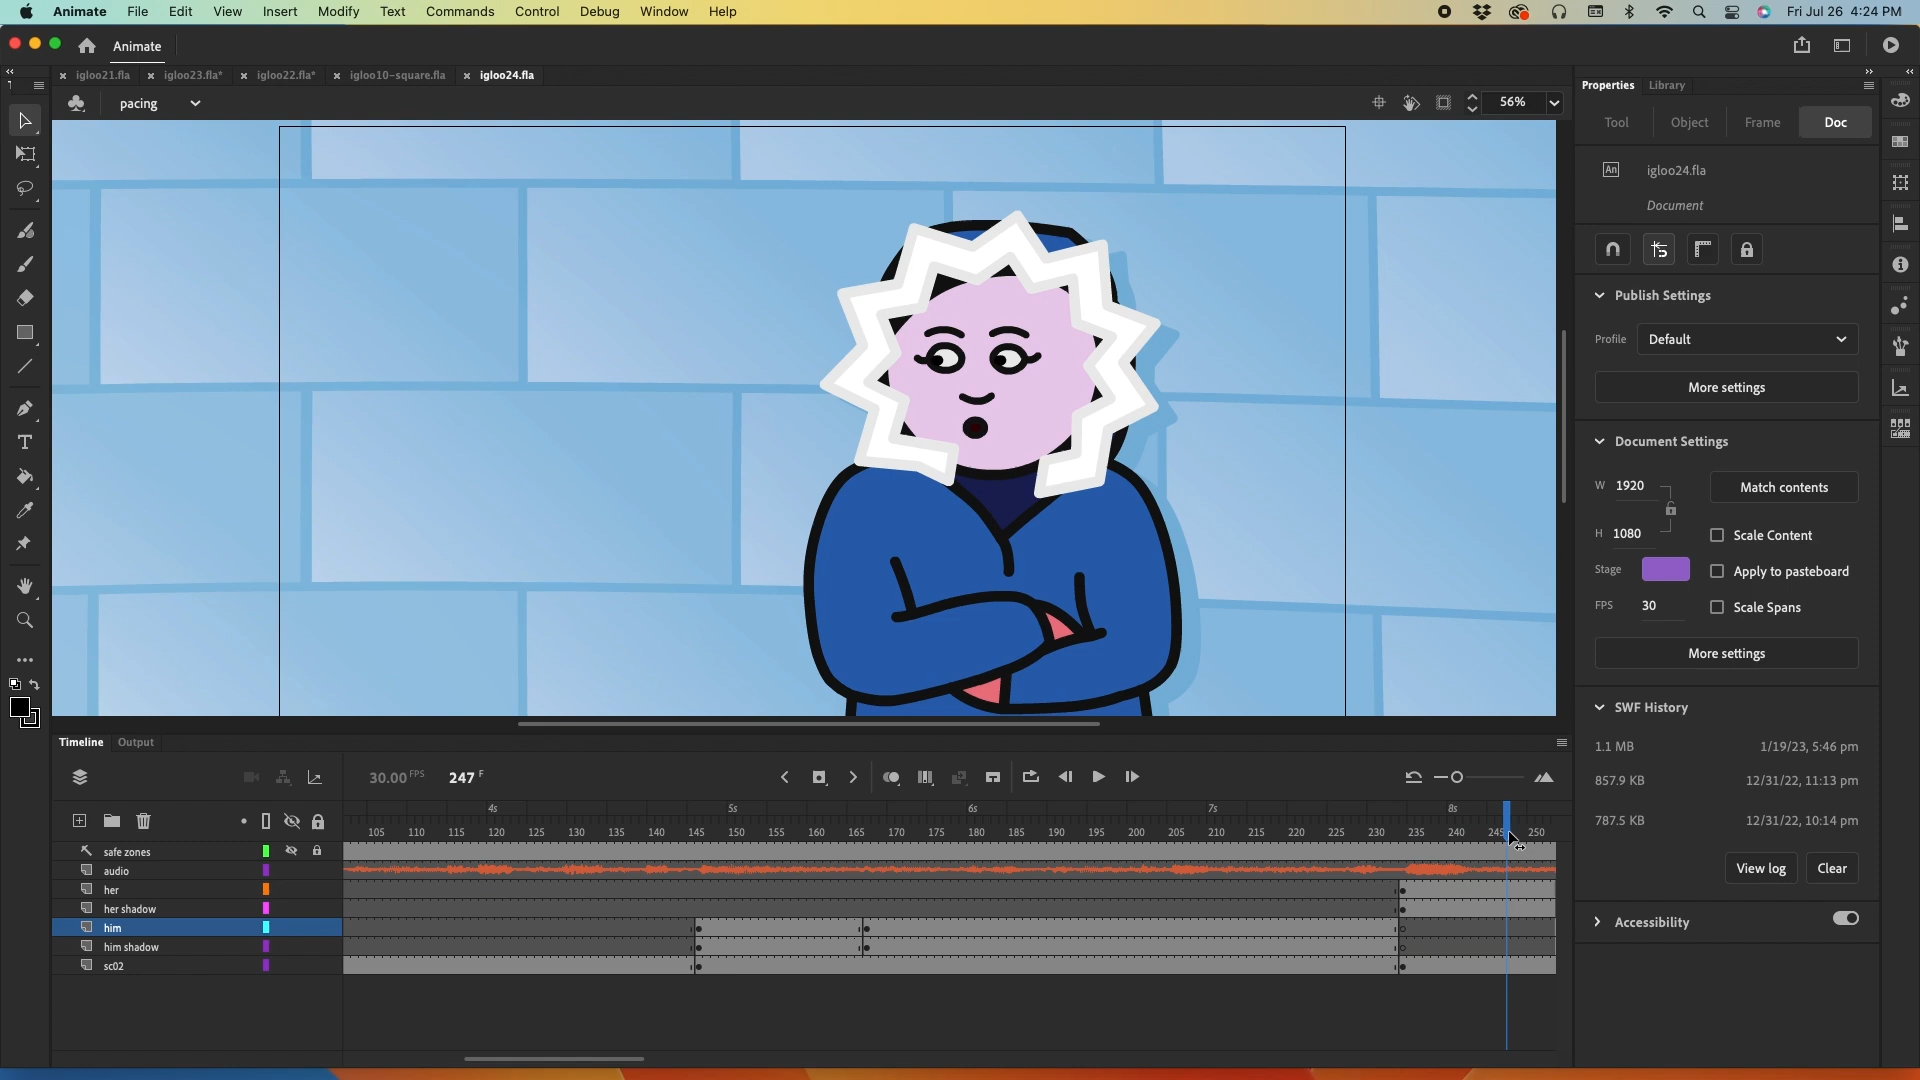 Animate File Edit View Insert Modify Text Commands Control Debug Window Help Fri Jul 26 4:24 PM
Animate
igloo21.fla igloo23.fla* igloo22.fla* igloo10-square.fla igloo24.fla
pacing 56%
Properties Library
Tool Object Frame Doc
An igloo24.fla
Document
Publish Settings
Profile Default
More settings
Document Settings
W 1920 Match contents
H 1080 Scale Content
Stage Apply to pasteboard
FPS 30 Scale Spans
More settings
SWF History
1.1 MB 1/19/23, 5:46 pm
857.9 KB 12/31/22, 11:13 pm
787.5 KB 12/31/22, 10:14 pm
View log Clear
Accessibility
Timeline Output
30.00 FPS 247 F
4s 5s 6s 7s 8s
105 110 115 120 125 130 135 140 145 150 155 160 165 170 175 180 185 190 195 200 205 210 215 220 225 230 235 240 245 250
safe zones
audio
her
her shadow
him
him shadow
sc02